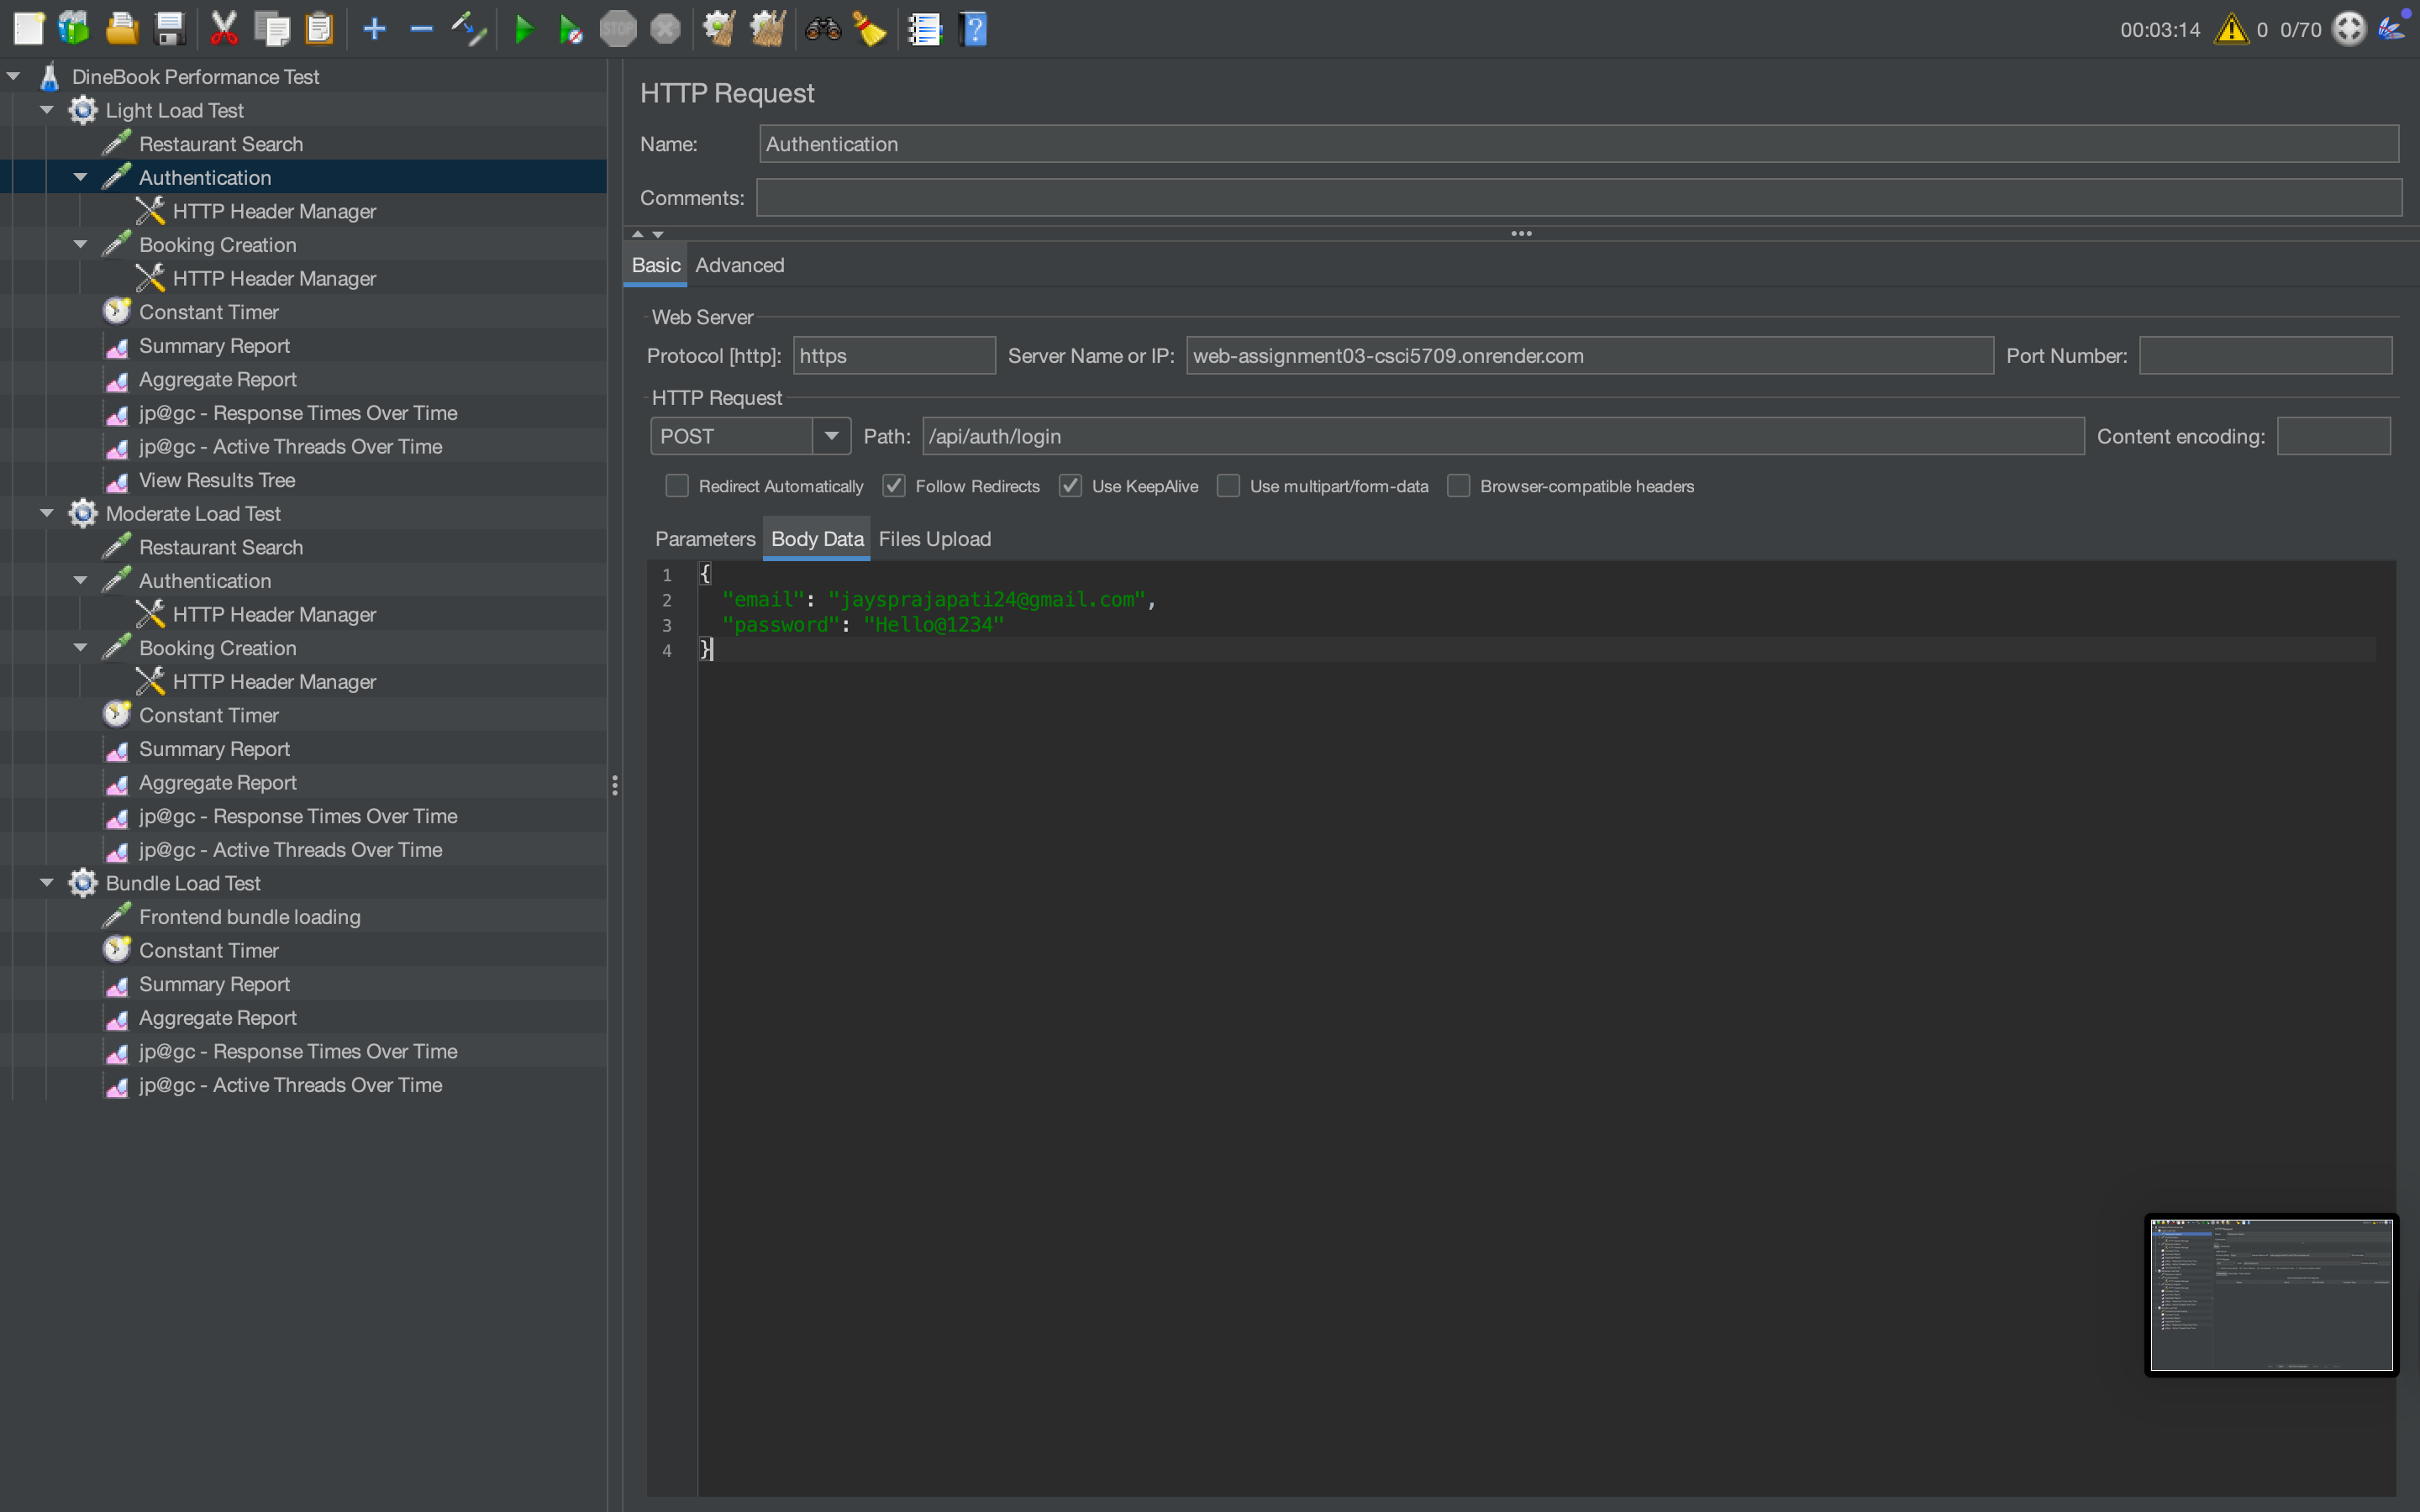 STOP
00:03:14
0
0/70
DineBook Performance Test
Light Load Test
Restaurant Search
Authentication
HTTP Header Manager
Booking Creation
HTTP Header Manager
Constant Timer
Summary Report
Aggregate Report
jp@gc - Response Times Over Time
jp@gc - Active Threads Over Time
View Results Tree
Moderate Load Test
Restaurant Search
Authentication
HTTP Header Manager
Booking Creation
HTTP Header Manager
Constant Timer
Summary Report
Aggregate Report
jp@gc - Response Times Over Time
jp@gc - Active Threads Over Time
Bundle Load Test
Frontend bundle loading
Constant Timer
Summary Report
Aggregate Report
jp@gc - Response Times Over Time
jp@gc - Active Threads Over Time
HTTP Request
Name: Authentication
Comments:
Basic Advanced
Web Server
Protocol [http]: https Server Name or IP: web-assignment03-csci5709.onrender.com Port Number:
HTTP Request
POST Path: /api/auth/login Content encoding:
Redirect Automatically Follow Redirects Use KeepAlive Use multipart/form-data Browser-compatible headers
Parameters Body Data Files Upload
1 {
2 "email": "jaysprajapati24@gmail.com",
3 "password": "Hello@1234"
4 }